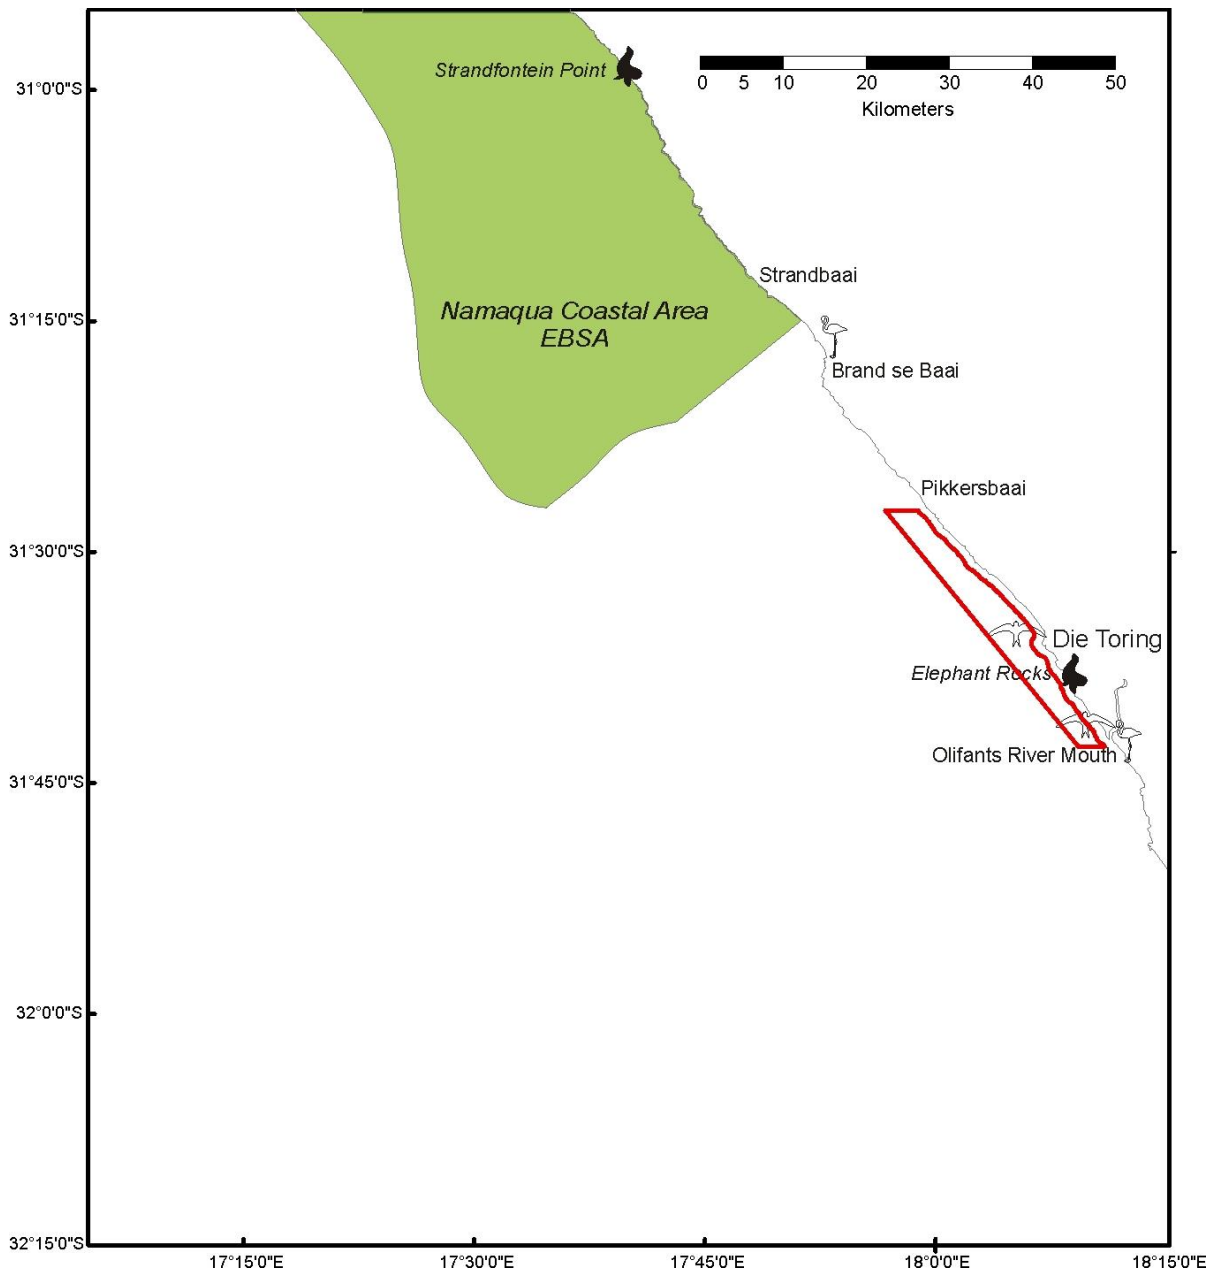 Strandfontein Point
0 5 10 20 30 40 50
Kilometers
31°0'0"S
Strandbaai
Namaqua Coastal Area
EBSA
31°15'0"S
Brand se Baai
Pikkersbaai
31°30'0"S
Die Toring
Elephant Rocks
Olifants River Mouth
31°45'0"S
32°0'0"S
32°15'0"S
17°15'0"E 17°30'0"E 17°45'0"E 18°0'0"E 18°15'0"E